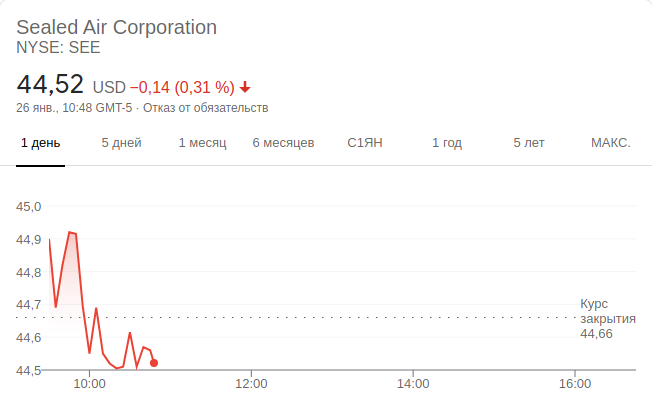 Sealed Air Corporation
NYSE: SEE
44,52 USD −0,14 (0,31 %)
26 янв., 10:48 GMT-5 · Отказ от обязательств
1 день 5 дней 1 месяц 6 месяцев С1ЯН 1 год 5 лет МАКС.
45,0
44,9
44,8
44,7
44,6
44,5
Курс
закрытия
44,66
10:00 12:00 14:00 16:00